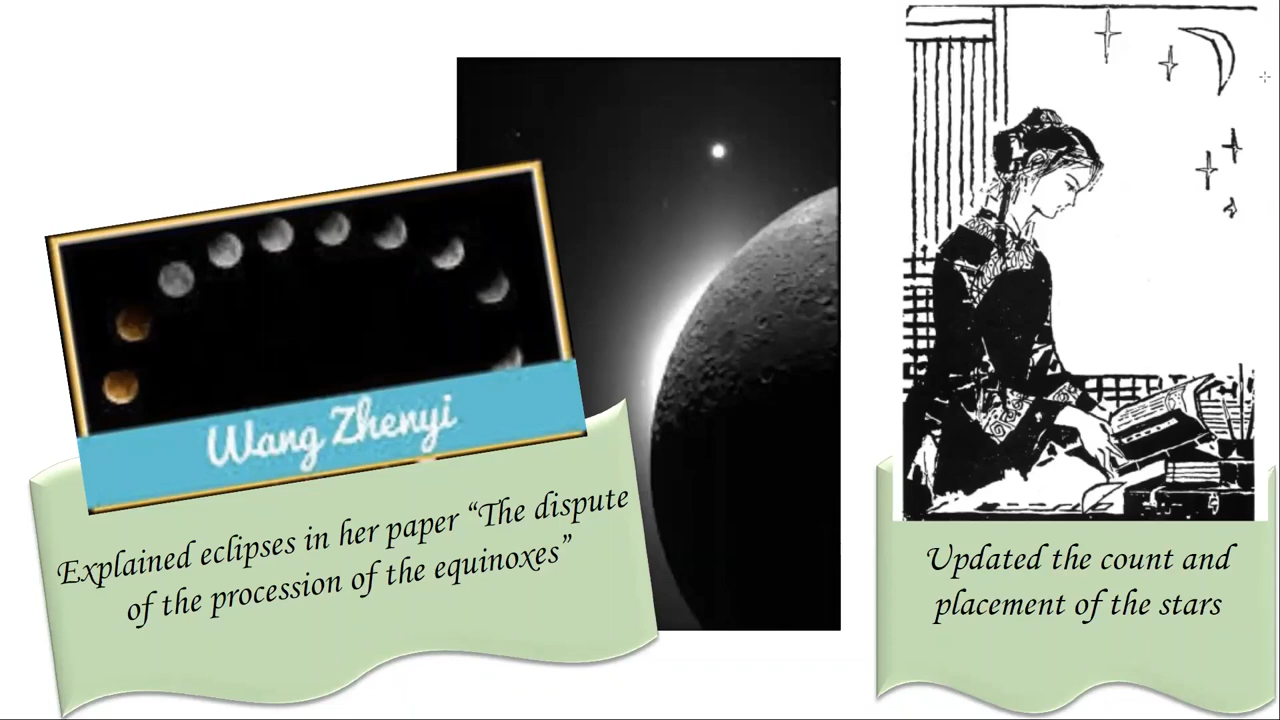 Wang Zhenyi
Explained eclipses in her paper “The dispute
of the procession of the equinoxes”
Updated the count and
placement of the stars